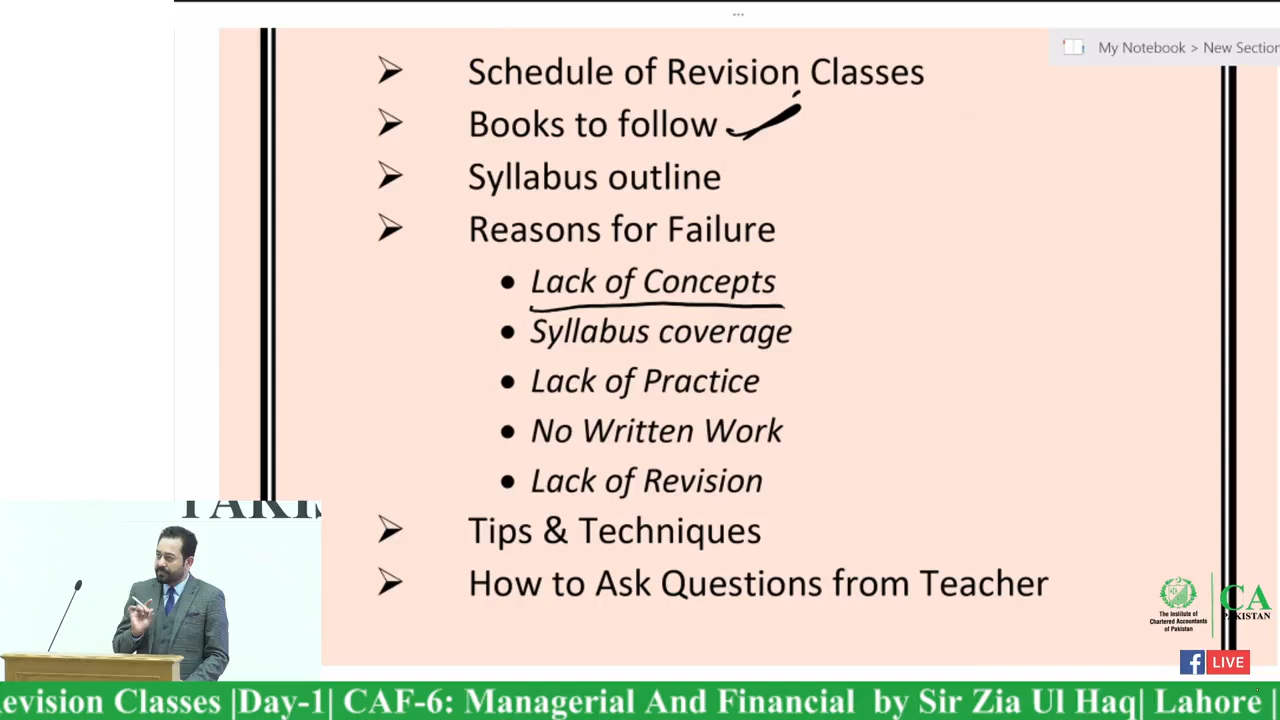 ...
My Notebook > New Section
Schedule of Revision Classes
Books to follow
Syllabus outline
Reasons for Failure
• Lack of Concepts
• Syllabus coverage
• Lack of Practice
• No Written Work
• Lack of Revision
Tips & Techniques
How to Ask Questions from Teacher
The Institute of
Chartered Accountants
of Pakistan
CA
PAKISTAN
f LIVE
evision Classes |Day-1| CAF-6: Managerial And Financial by Sir Zia Ul Haq| Lahore |